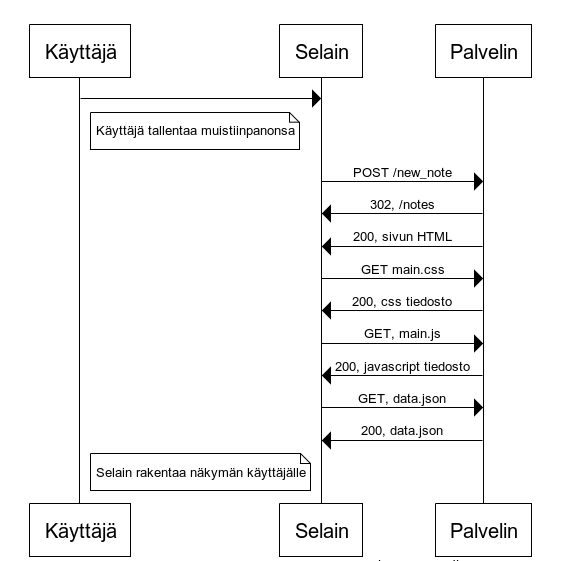 Käyttäjä Selain Palvelin
Käyttäjä tallentaa muistiinpanonsa
POST /new_note
302, /notes
200, sivun HTML
GET main.css
200, css tiedosto
GET, main.js
200, javascript tiedosto
GET, data.json
200, data.json
Selain rakentaa näkymän käyttäjälle
Käyttäjä Selain Palvelin